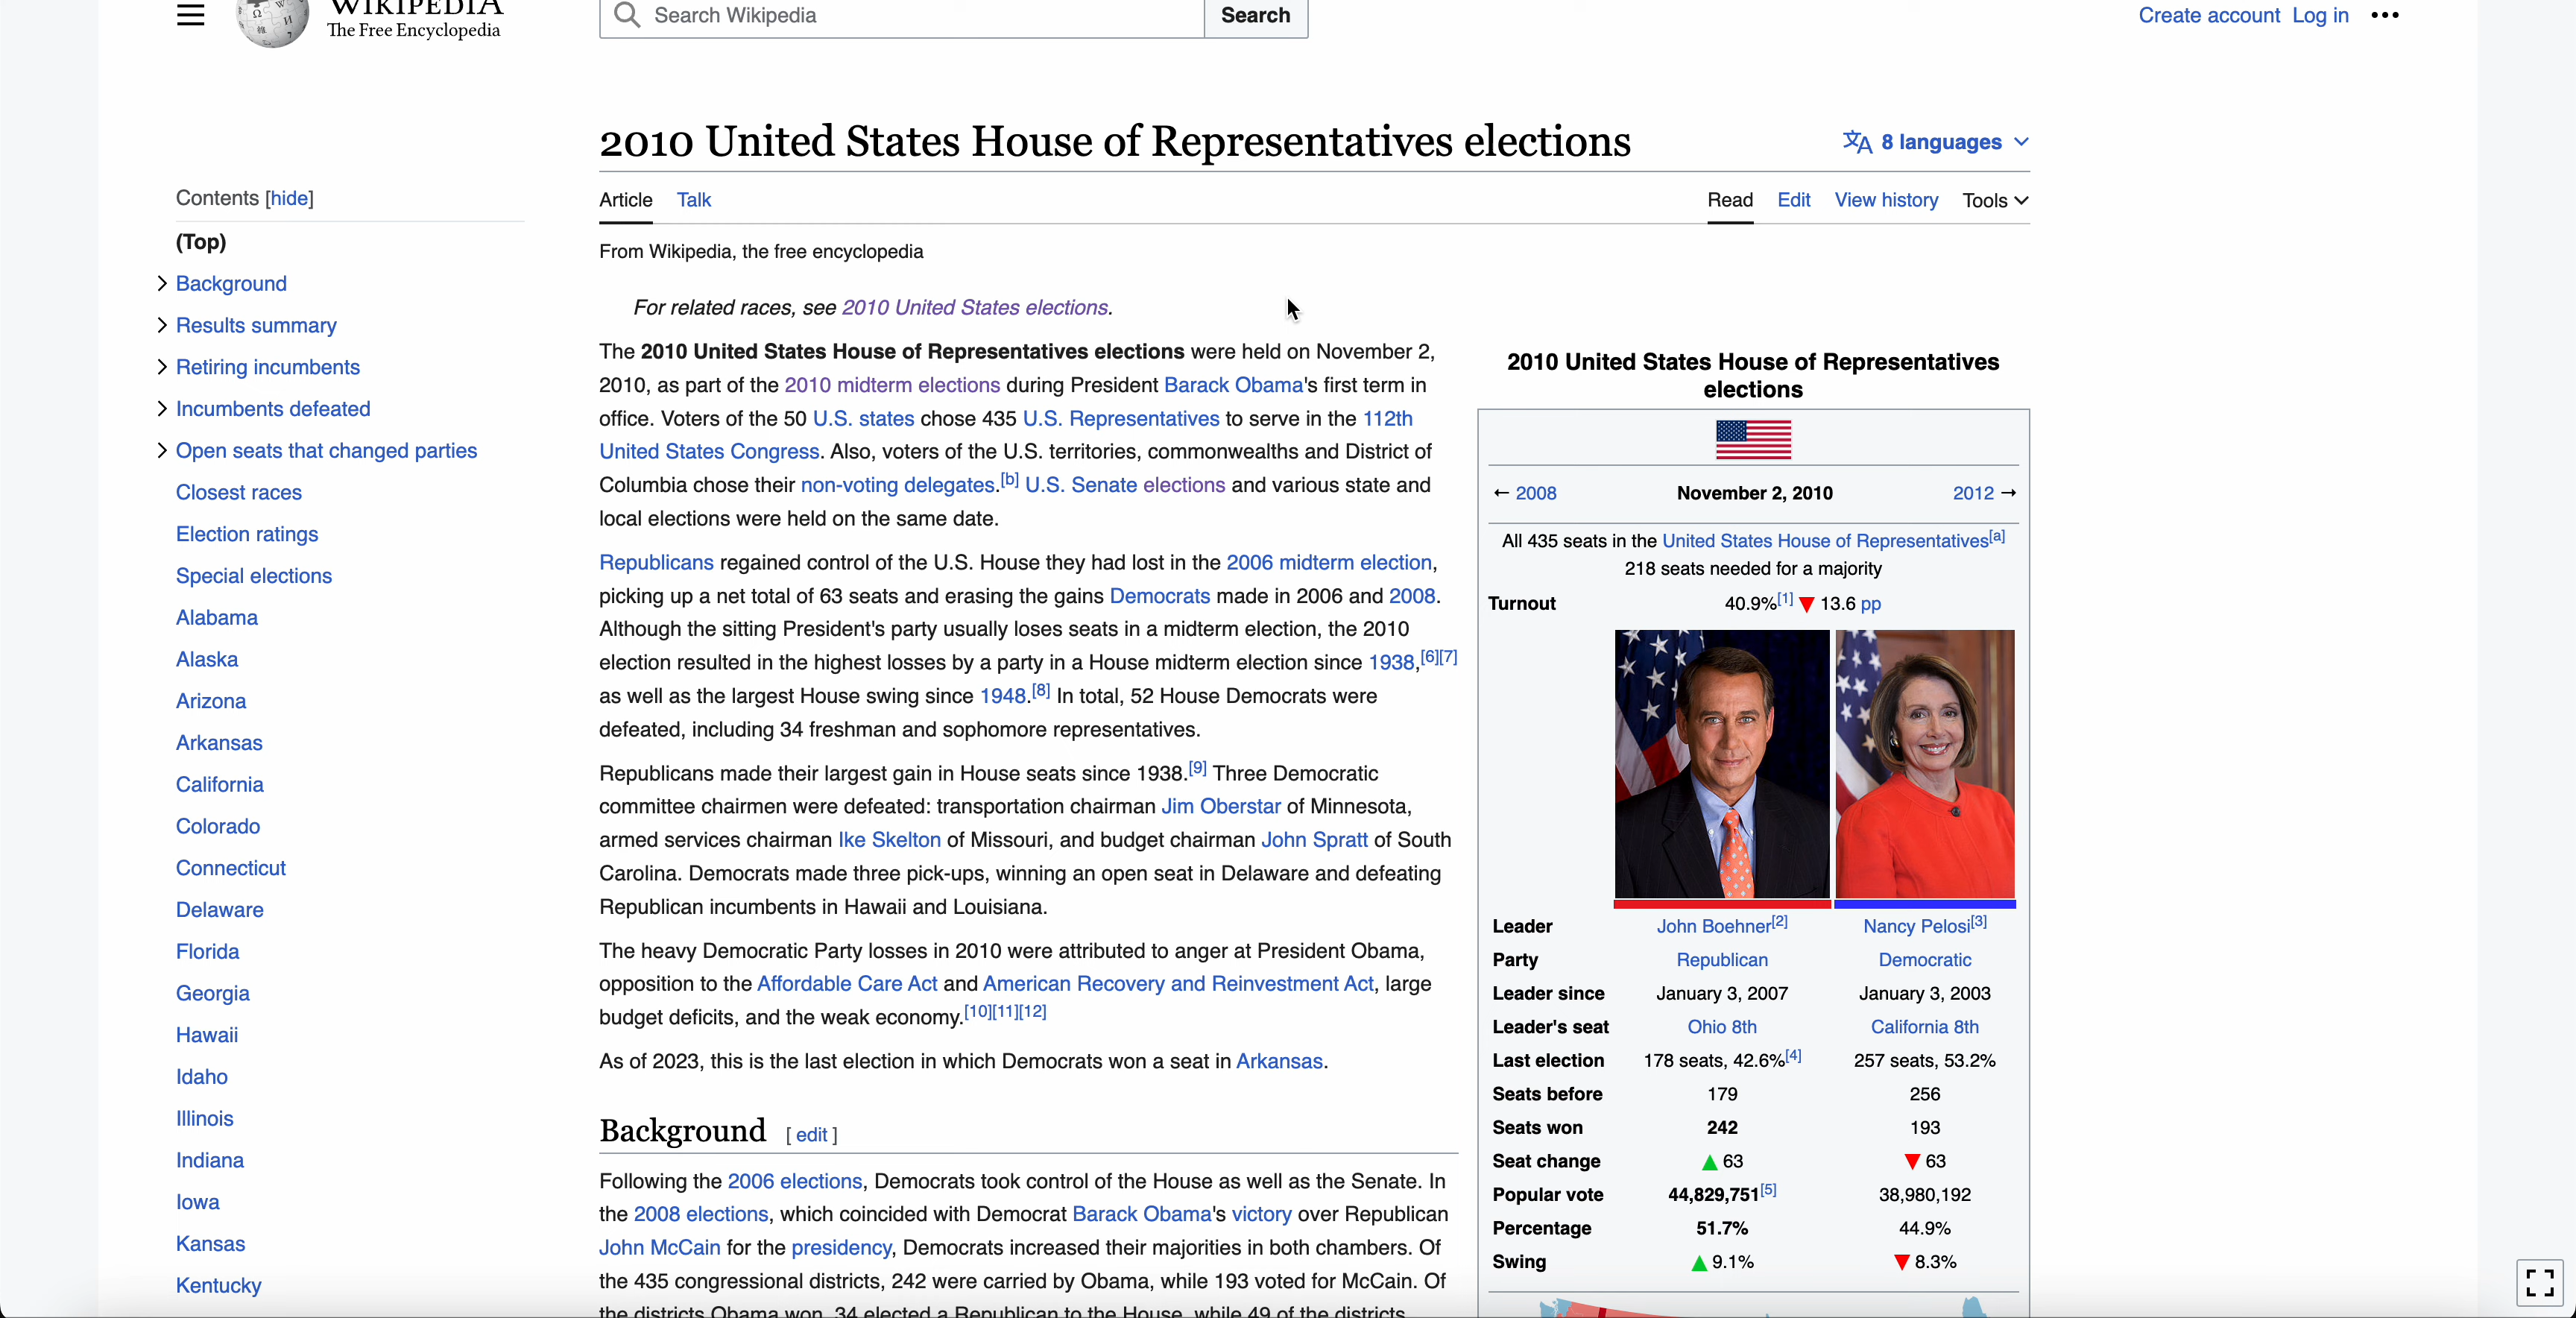 WIKIPEDIA
The Free Encyclopedia
Search Wikipedia
Search
Create account Log in
2010 United States House of Representatives elections
8 languages
Contents [hide]
(Top)
Background
Results summary
Retiring incumbents
Incumbents defeated
Open seats that changed parties
Closest races
Election ratings
Special elections
Alabama
Alaska
Arizona
Arkansas
California
Colorado
Connecticut
Delaware
Florida
Georgia
Hawaii
Idaho
Illinois
Indiana
Iowa
Kansas
Kentucky
Article Talk
Read Edit View history Tools
From Wikipedia, the free encyclopedia
For related races, see 2010 United States elections.
The 2010 United States House of Representatives elections were held on November 2,
2010, as part of the 2010 midterm elections during President Barack Obama's first term in
office. Voters of the 50 U.S. states chose 435 U.S. Representatives to serve in the 112th
United States Congress. Also, voters of the U.S. territories, commonwealths and District of
Columbia chose their non-voting delegates.[b] U.S. Senate elections and various state and
local elections were held on the same date.
Republicans regained control of the U.S. House they had lost in the 2006 midterm election,
picking up a net total of 63 seats and erasing the gains Democrats made in 2006 and 2008.
Although the sitting President's party usually loses seats in a midterm election, the 2010
election resulted in the highest losses by a party in a House midterm election since 1938,[6][7]
as well as the largest House swing since 1948.[8] In total, 52 House Democrats were
defeated, including 34 freshman and sophomore representatives.
Republicans made their largest gain in House seats since 1938.[9] Three Democratic
committee chairmen were defeated: transportation chairman Jim Oberstar of Minnesota,
armed services chairman Ike Skelton of Missouri, and budget chairman John Spratt of South
Carolina. Democrats made three pick-ups, winning an open seat in Delaware and defeating
Republican incumbents in Hawaii and Louisiana.
The heavy Democratic Party losses in 2010 were attributed to anger at President Obama,
opposition to the Affordable Care Act and American Recovery and Reinvestment Act, large
budget deficits, and the weak economy.[10][11][12]
As of 2023, this is the last election in which Democrats won a seat in Arkansas.
Background [ edit ]
Following the 2006 elections, Democrats took control of the House as well as the Senate. In
the 2008 elections, which coincided with Democrat Barack Obama's victory over Republican
John McCain for the presidency, Democrats increased their majorities in both chambers. Of
the 435 congressional districts, 242 were carried by Obama, while 193 voted for McCain. Of
the districts Obama won, 34 elected a Republican to the House, while 49 of the districts
2010 United States House of Representatives
elections
← 2008 November 2, 2010 2012 →
All 435 seats in the United States House of Representatives[a]
218 seats needed for a majority
Turnout 40.9%[1] ▼ 13.6 pp
Leader John Boehner[2] Nancy Pelosi[3]
Party Republican Democratic
Leader since January 3, 2007 January 3, 2003
Leader's seat Ohio 8th California 8th
Last election 178 seats, 42.6%[4] 257 seats, 53.2%
Seats before 179 256
Seats won 242 193
Seat change ▲ 63 ▼ 63
Popular vote 44,829,751[5] 38,980,192
Percentage 51.7% 44.9%
Swing ▲ 9.1% ▼ 8.3%